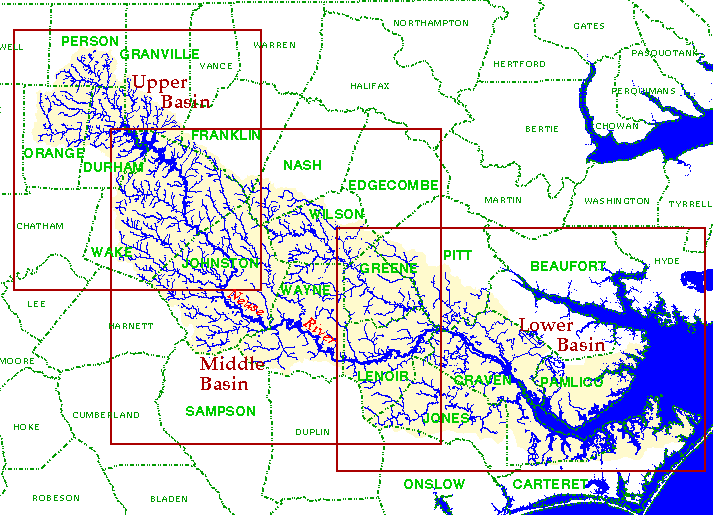 NORTHAMPTON
GATES
PERSON
GRANVILLE
WARREN
WELL
PASQUOTANK
VANCE
HERTFORD
Upper
Basin
HALIFAX
PERQUIMANS
BERTIE
CHOWAN
FRANKLIN
ORANGE
DURHAM
NASH
EDGECOMBE
MARTIN
WASHINGTON
TYRRELL
WILSON
CHATHAM
WAKE
PITT
JOHNSTON
GREENE
BEAUFORT
HYDE
WAYNE
LEE
Neuse
River
HARNETT
Lower
Basin
MOORE
Middle
Basin
LENOIR
CRAVEN
PAMLICO
SAMPSON
CUMBERLAND
JONES
HOKE
DUPLIN
ONSLOW
CARTERET
ROBESON
BLADEN